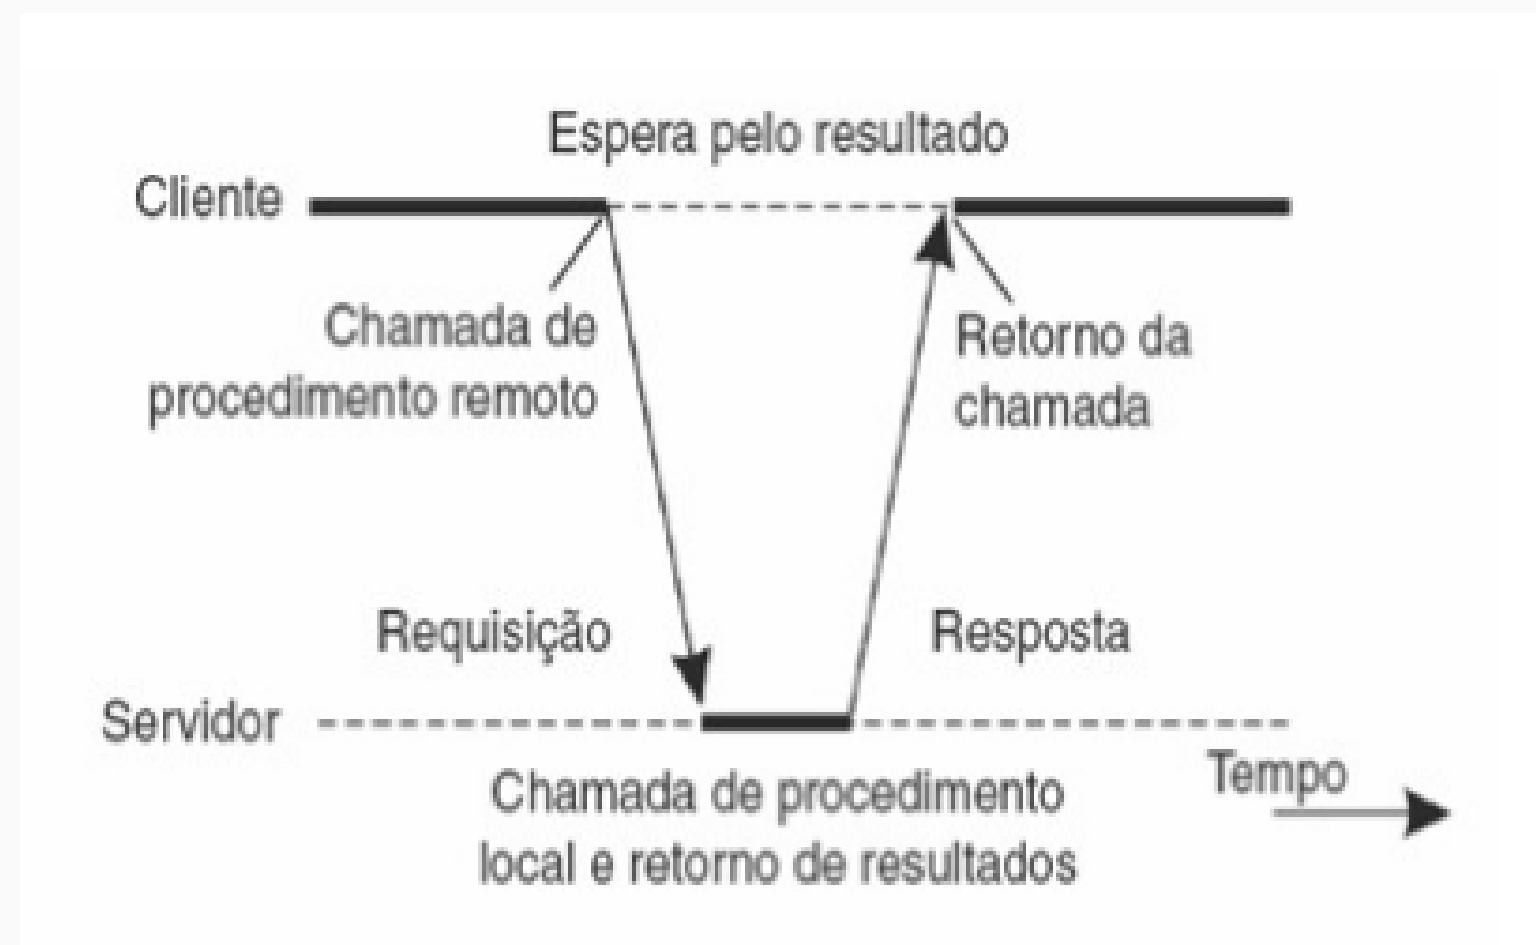 Espera pelo resultado
Cliente
Chamada de
procedimento remoto
Retorno da
chamada
Requisição
Resposta
Servidor
Tempo
Chamada de procedimento
local e retorno de resultados